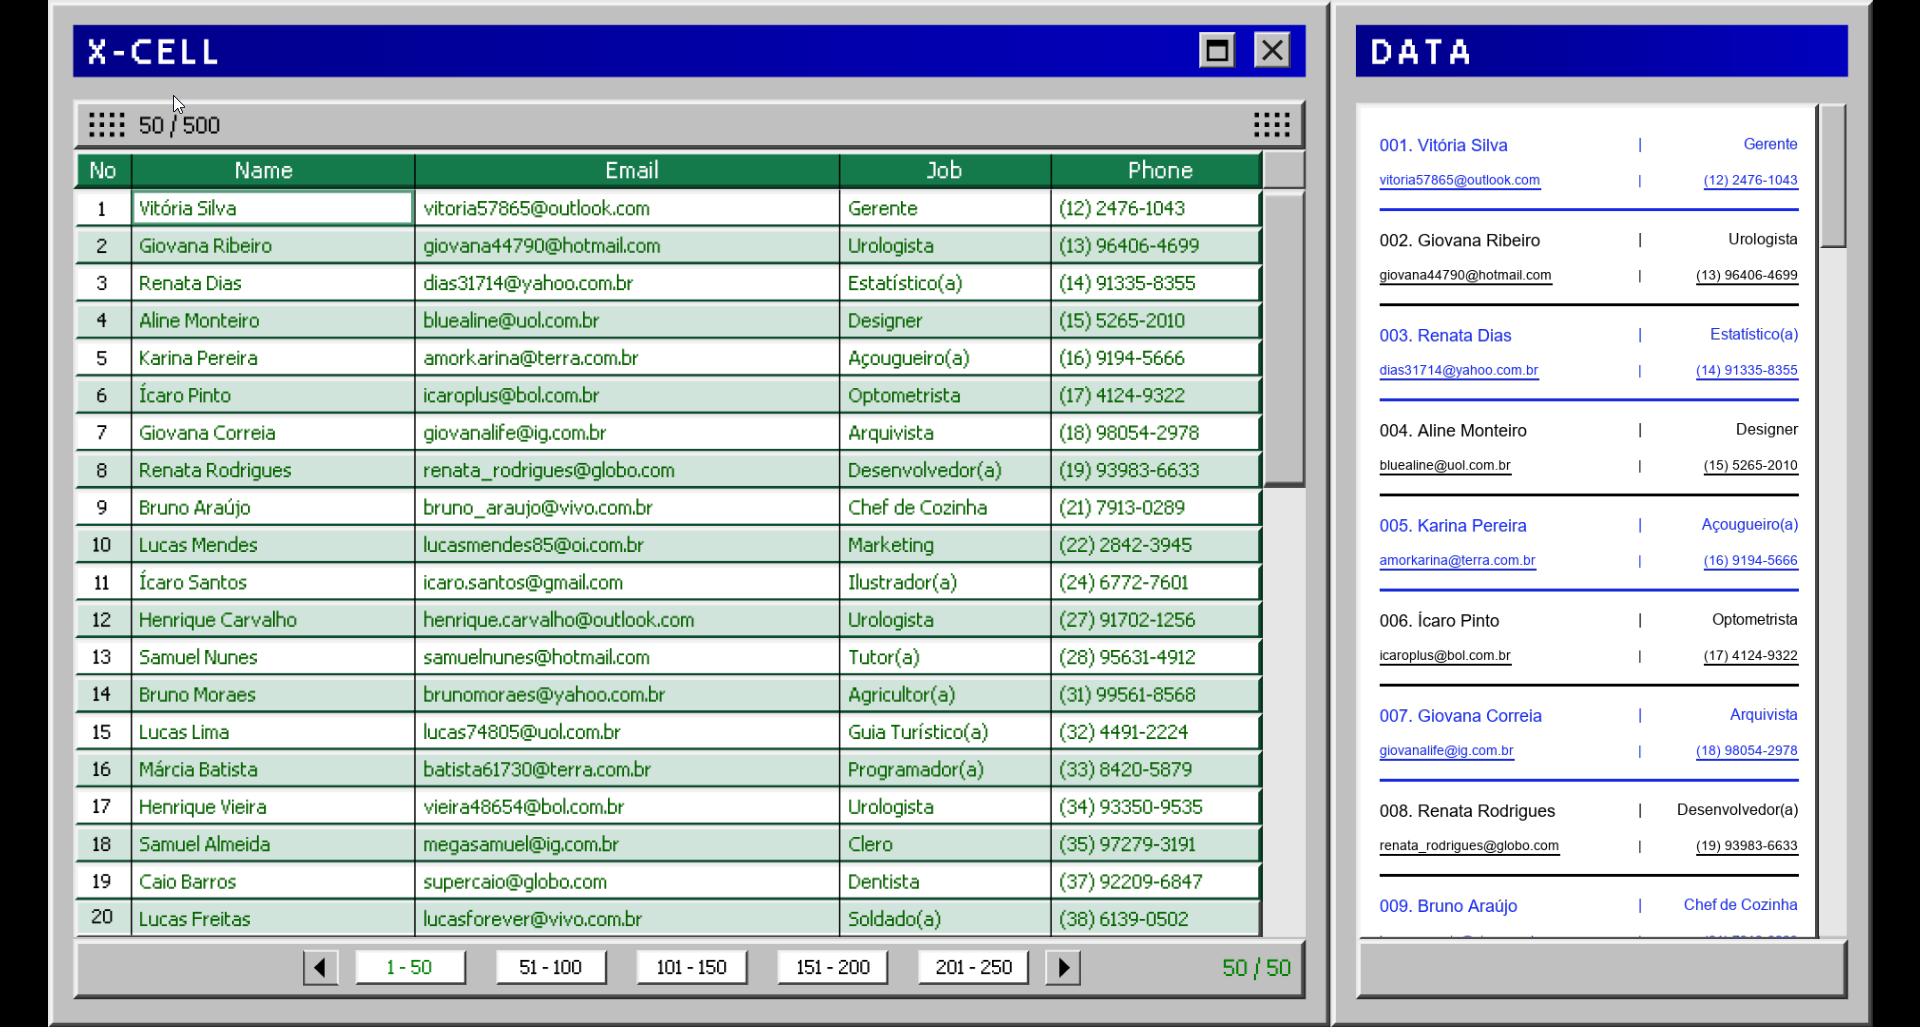 X-CELL
50 / 500
No Name Email Job Phone
1 Vitória Silva vitoria57865@outlook.com Gerente (12) 2476-1043
2 Giovana Ribeiro giovana44790@hotmail.com Urologista (13) 96406-4699
3 Renata Dias dias31714@yahoo.com.br Estatístico(a) (14) 91335-8355
4 Aline Monteiro bluealine@uol.com.br Designer (15) 5265-2010
5 Karina Pereira amorkarina@terra.com.br Açougueiro(a) (16) 9194-5666
6 Ícaro Pinto icaroplus@bol.com.br Optometrista (17) 4124-9322
7 Giovana Correia giovanalife@ig.com.br Arquivista (18) 98054-2978
8 Renata Rodrigues renata_rodrigues@globo.com Desenvolvedor(a) (19) 93983-6633
9 Bruno Araújo bruno_araujo@vivo.com.br Chef de Cozinha (21) 7913-0289
10 Lucas Mendes lucasmendes85@oi.com.br Marketing (22) 2842-3945
11 Ícaro Santos icaro.santos@gmail.com Ilustrador(a) (24) 6772-7601
12 Henrique Carvalho henrique.carvalho@outlook.com Urologista (27) 91702-1256
13 Samuel Nunes samuelnunes@hotmail.com Tutor(a) (28) 95631-4912
14 Bruno Moraes brunomoraes@yahoo.com.br Agricultor(a) (31) 99561-8568
15 Lucas Lima lucas74805@uol.com.br Guia Turístico(a) (32) 4491-2224
16 Márcia Batista batista61730@terra.com.br Programador(a) (33) 8420-5879
17 Henrique Vieira vieira48654@bol.com.br Urologista (34) 93350-9535
18 Samuel Almeida megasamuel@ig.com.br Clero (35) 97279-3191
19 Caio Barros supercaio@globo.com Dentista (37) 92209-6847
20 Lucas Freitas lucasforever@vivo.com.br Soldado(a) (38) 6139-0502
1 - 50 51 - 100 101 - 150 151 - 200 201 - 250 50 / 50
DATA
001. Vitória Silva | Gerente
vitoria57865@outlook.com | (12) 2476-1043
002. Giovana Ribeiro | Urologista
giovana44790@hotmail.com | (13) 96406-4699
003. Renata Dias | Estatístico(a)
dias31714@yahoo.com.br | (14) 91335-8355
004. Aline Monteiro | Designer
bluealine@uol.com.br | (15) 5265-2010
005. Karina Pereira | Açougueiro(a)
amorkarina@terra.com.br | (16) 9194-5666
006. Ícaro Pinto | Optometrista
icaroplus@bol.com.br | (17) 4124-9322
007. Giovana Correia | Arquivista
giovanalife@ig.com.br | (18) 98054-2978
008. Renata Rodrigues | Desenvolvedor(a)
renata_rodrigues@globo.com | (19) 93983-6633
009. Bruno Araújo | Chef de Cozinha